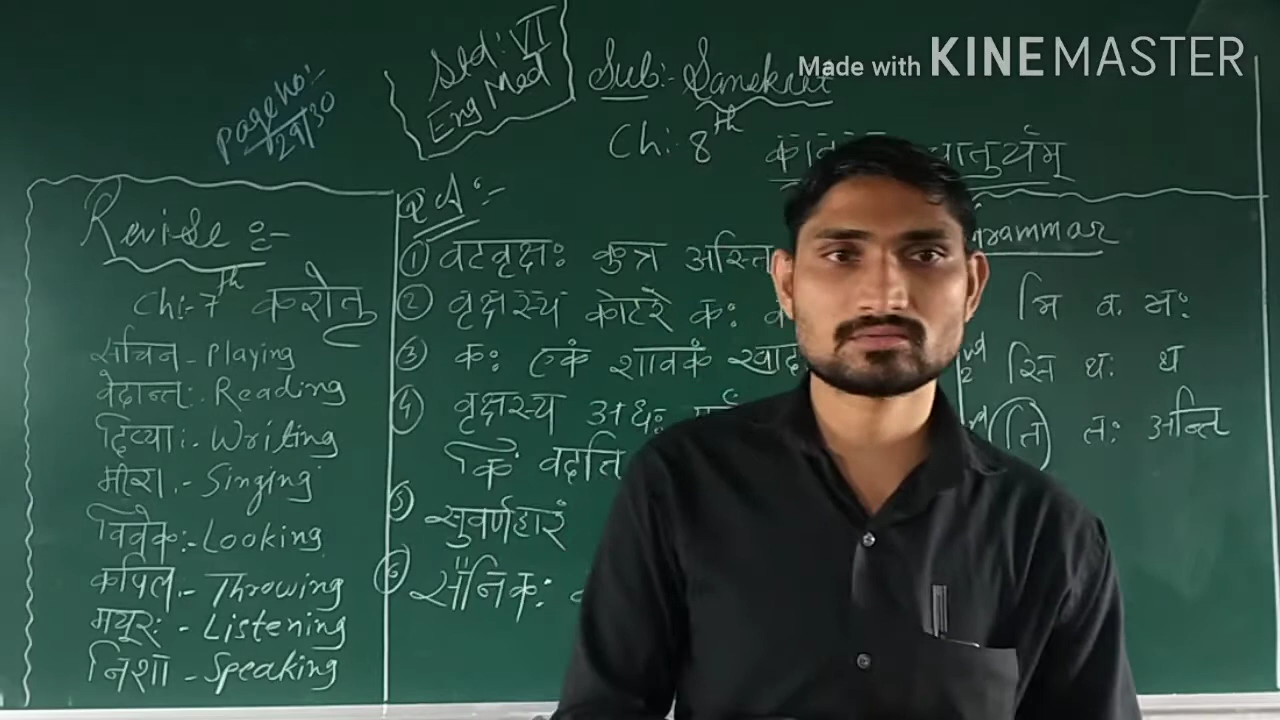 Made with KINEMASTER
Page No:-
29/30
Std: VI
Eng Med
Sub:- Sanskrit
Ch: 8th
Revise:-
Ch:-7th करोतु
सचिन - Playing
वेदान्त:- Reading
दिव्या:- Writing
मीरा.- Singing
विवेक:- Looking
कपिल.- Throwing
मयूर: - Listening
निशा - Speaking
① वटवृक्ष: कुत्र अस्ति
② वृक्षस्य कोटरे क:
③ क: एकं शावकं
④ वृक्षस्य अध:
किं वदति
⑤ सुवर्णहारं
⑥ सैनिक:
Grammar
मि व. म:
सि थ: थ
ति त: अन्ति